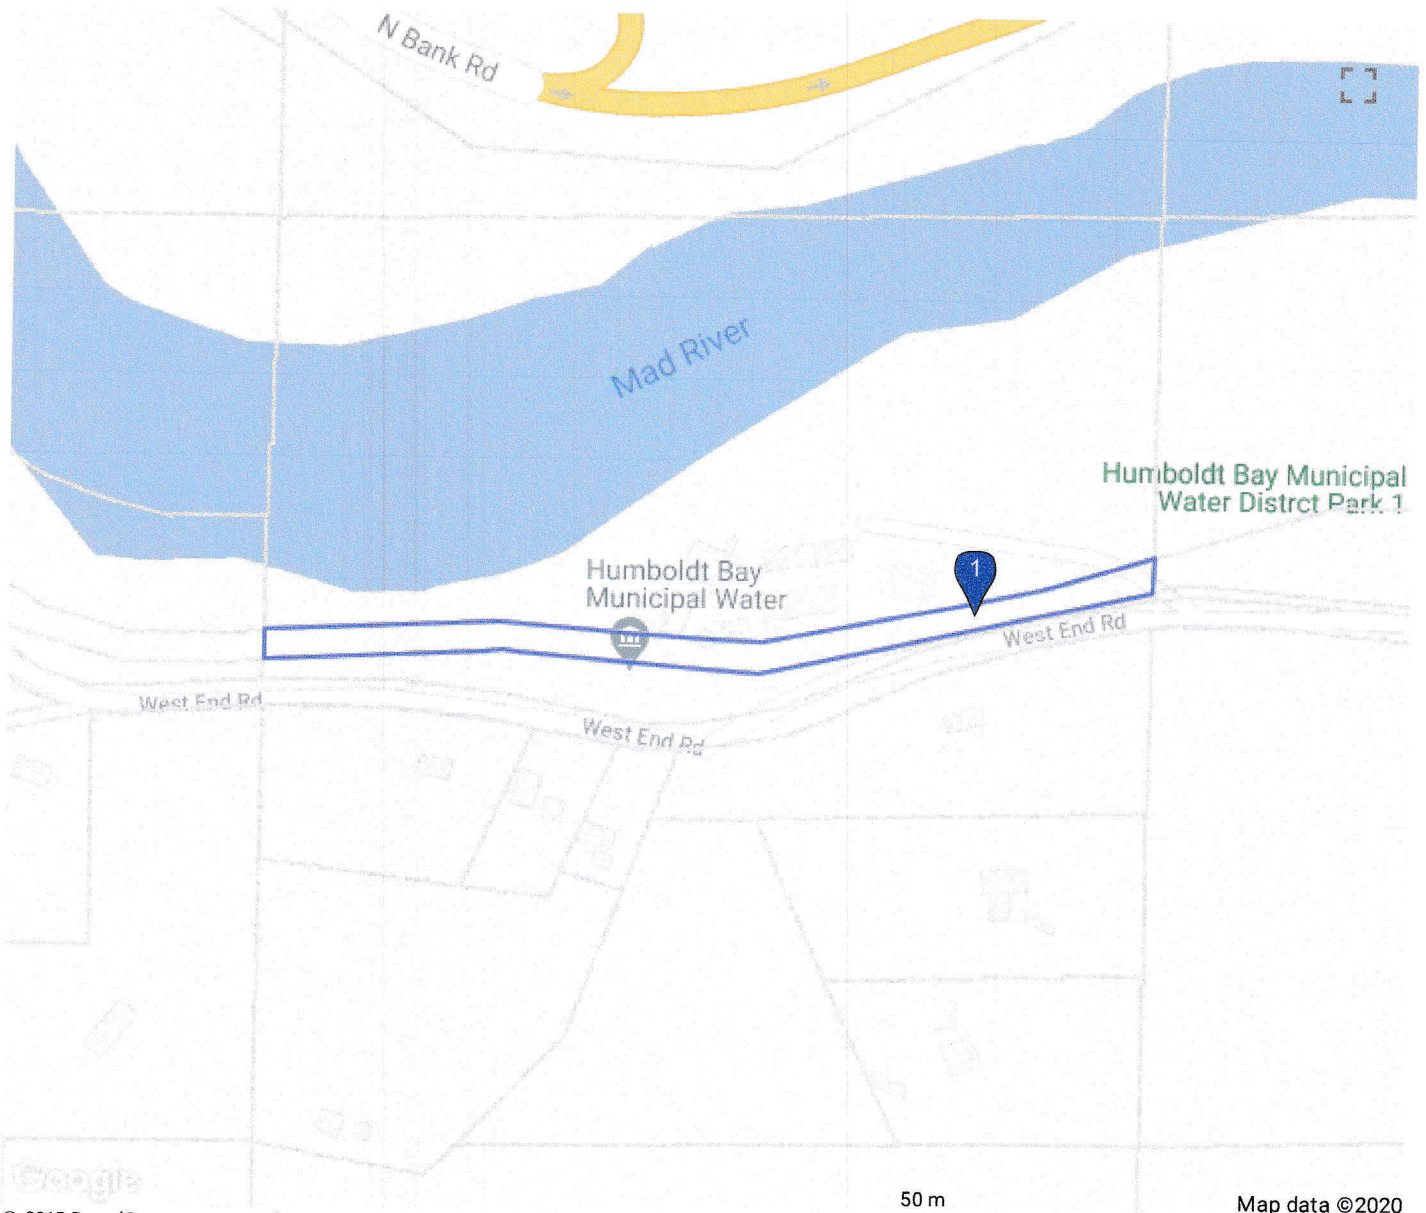 N Bank Rd
Mad River
Humboldt Bay Municipal
Water Distrct Park 1
1
Humboldt Bay
Municipal Water
West End Rd
West End Rd
West End Rd
Google
50 m
Map data ©2020